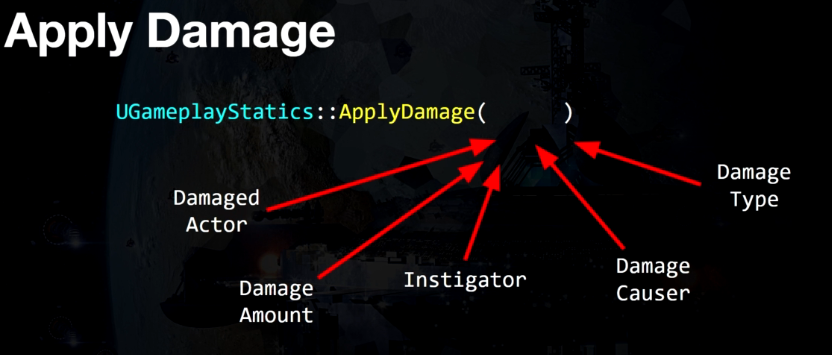 Apply Damage
UGameplayStatics::ApplyDamage( )
Damaged
Actor
Damage
Amount
Instigator
Damage
Causer
Damage
Type